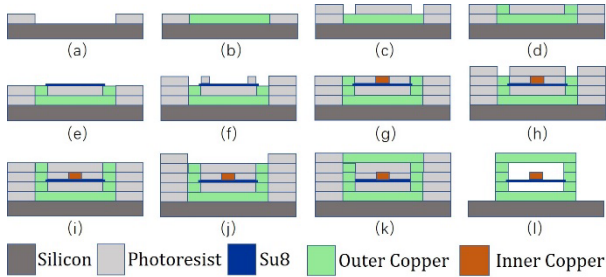 (a) (b) (c) (d)
(e) (f) (g) (h)
(i) (j) (k) (l)
Silicon Photoresist Su8 Outer Copper Inner Copper